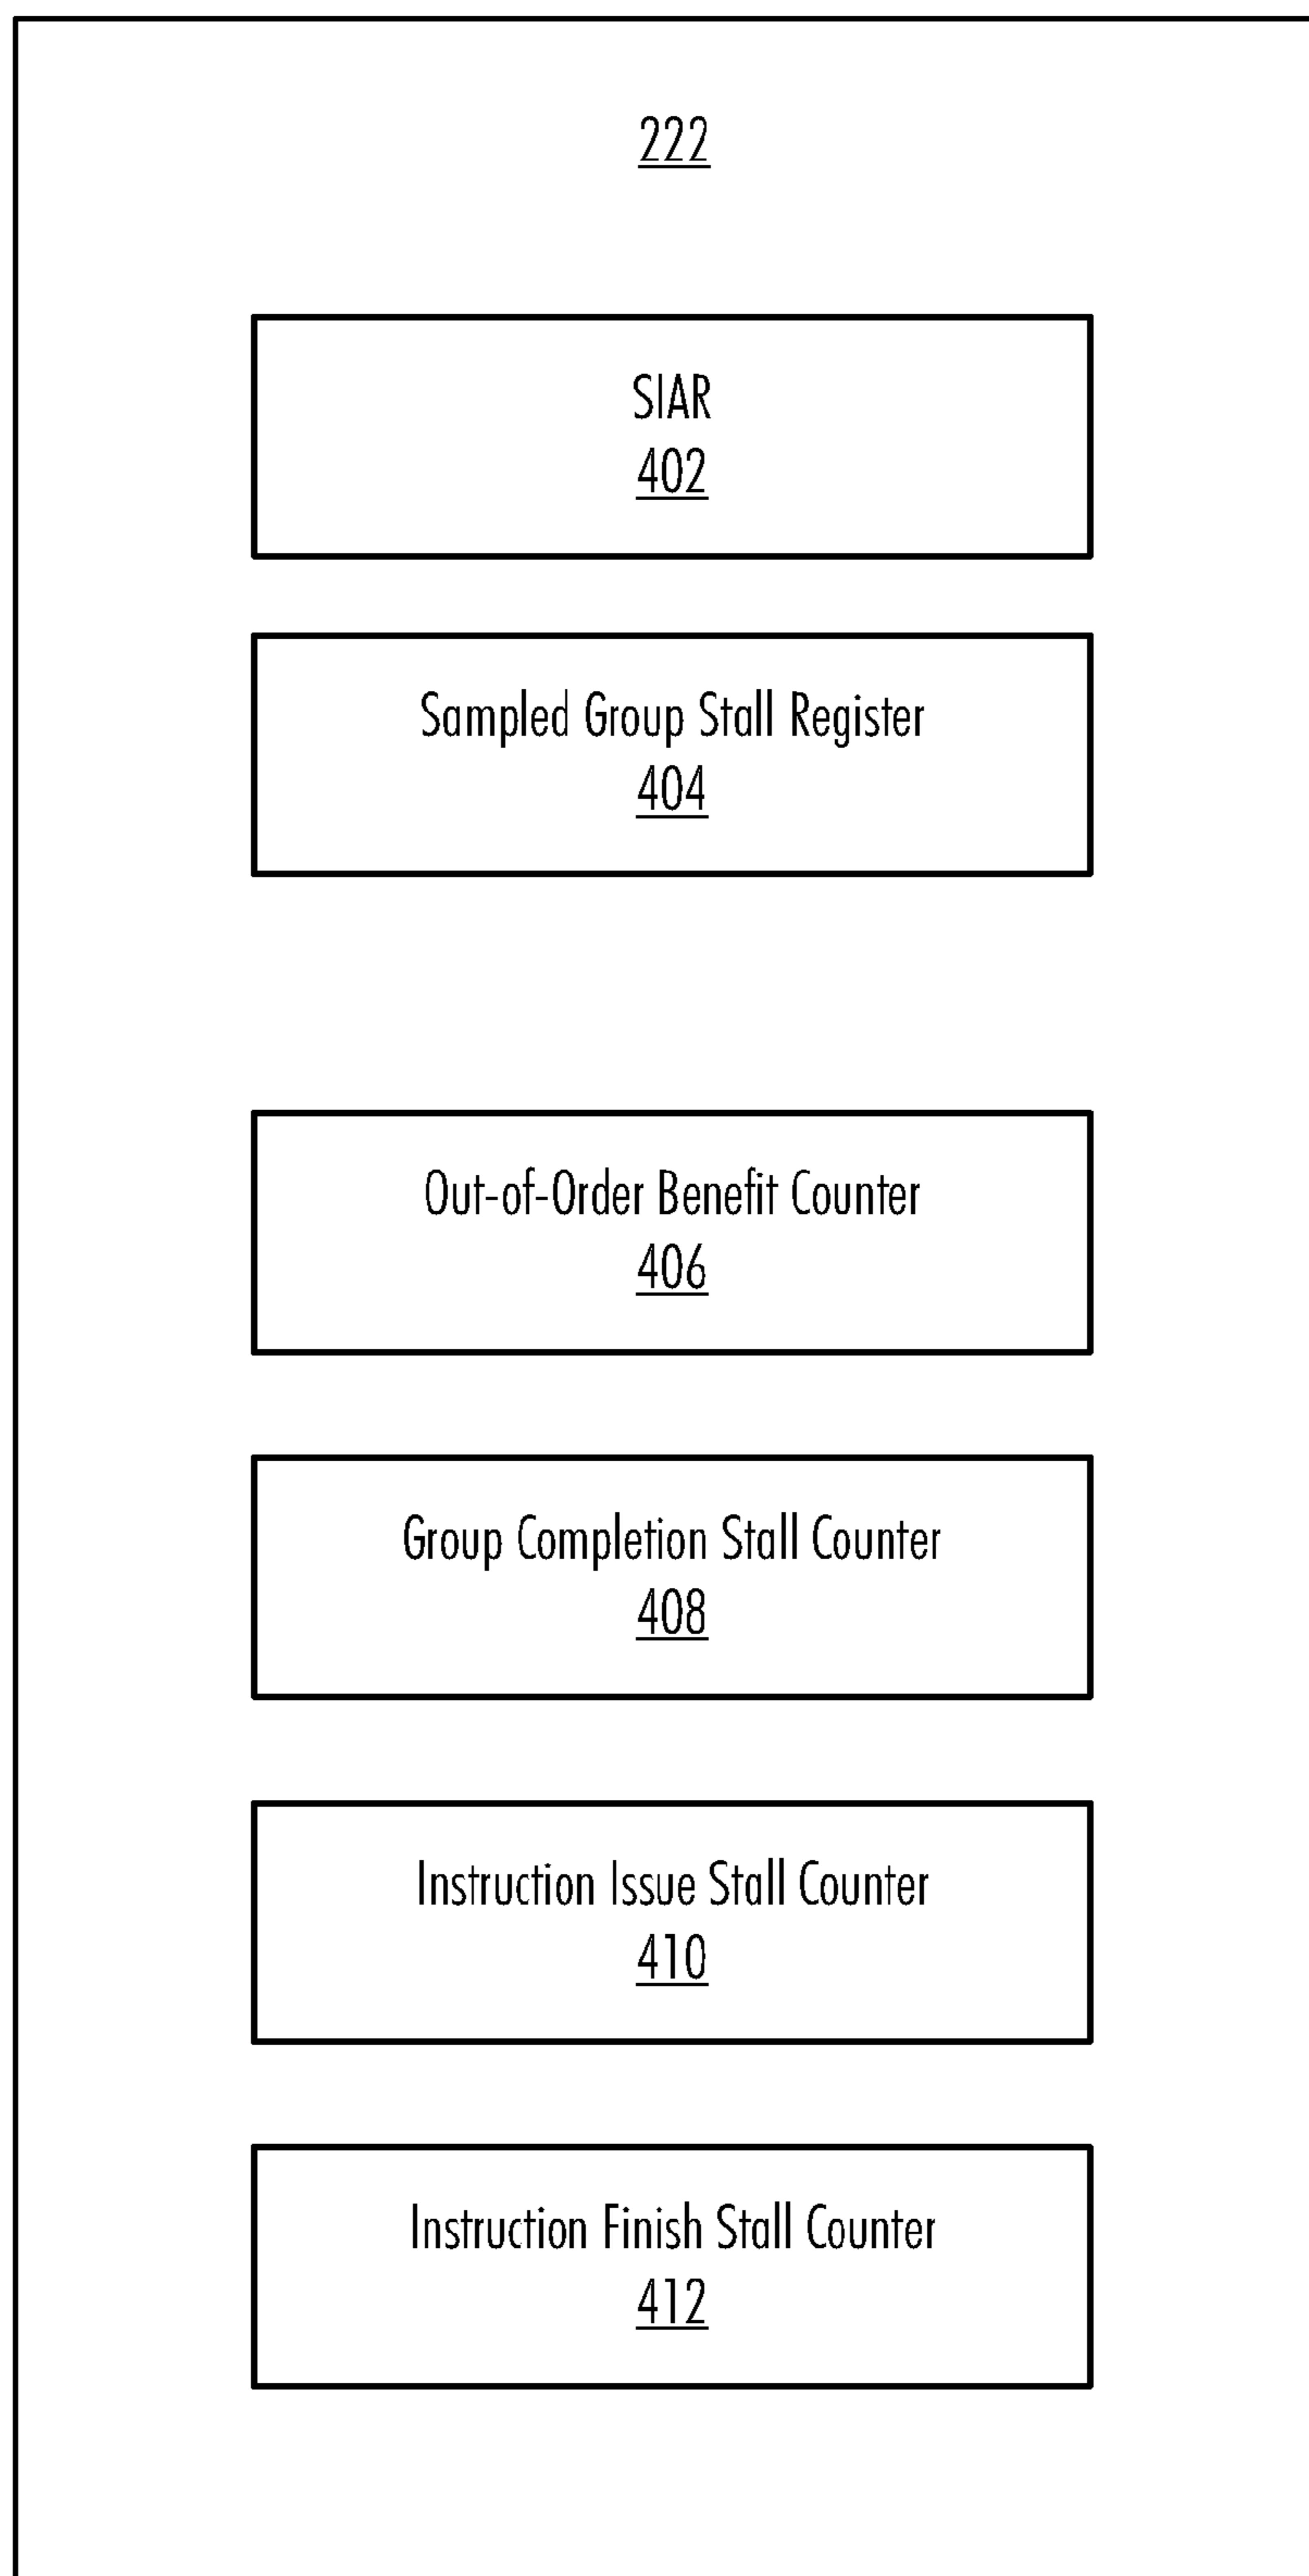 222
SIAR
402
Sampled Group Stall Register
404
Out-of-Order Benefit Counter
406
Group Completion Stall Counter
408
Instruction Issue Stall Counter
410
Instruction Finish Stall Counter
412